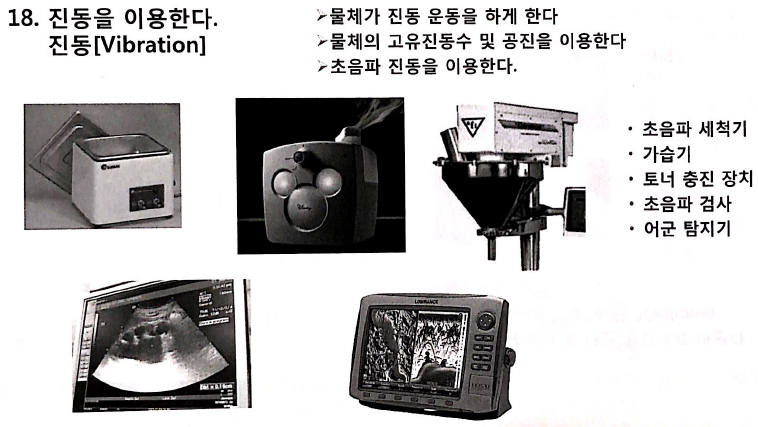 18. 진동을 이용한다.
진동[Vibration]
➢물체가 진동 운동을 하게 한다
➢물체의 고유진동수 및 공진을 이용한다
➢초음파 진동을 이용한다.
• 초음파 세척기
• 가습기
• 토너 충진 장치
• 초음파 검사
• 어군 탐지기
Disney
LOWRANCE